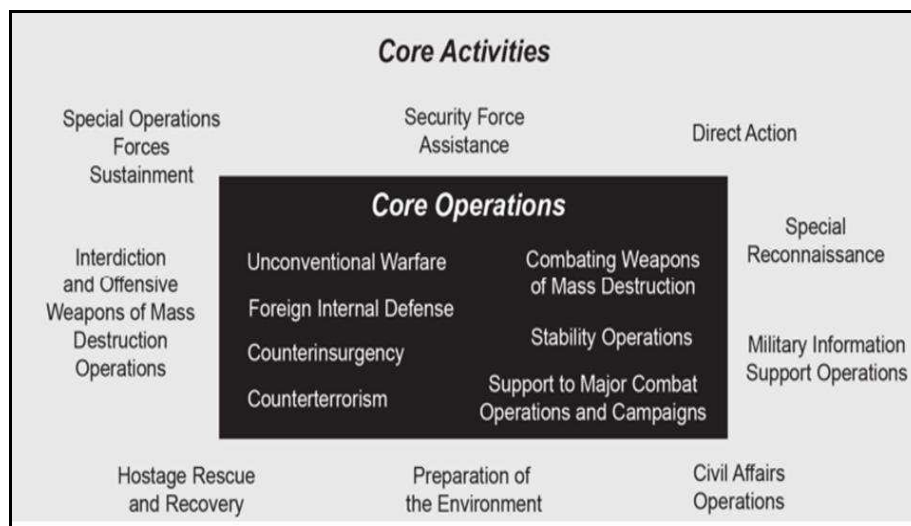 Core Activities
Special Operations
Forces
Sustainment
Security Force
Assistance
Direct Action
Core Operations
Unconventional Warfare
Foreign Internal Defense
Counterinsurgency
Counterterrorism
Combating Weapons
of Mass Destruction
Stability Operations
Support to Major Combat
Operations and Campaigns
Interdiction
and Offensive
Weapons of Mass
Destruction
Operations
Special
Reconnaissance
Military Information
Support Operations
Hostage Rescue
and Recovery
Preparation of
the Environment
Civil Affairs
Operations